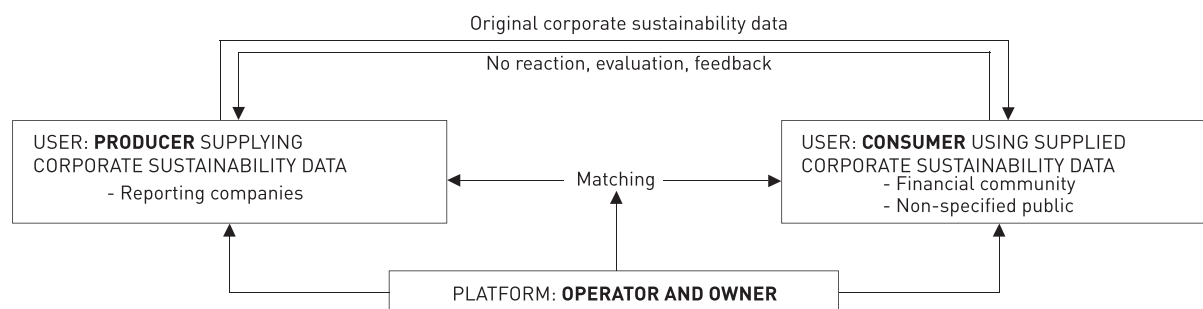 Original corporate sustainability data
No reaction, evaluation, feedback
USER: PRODUCER SUPPLYING
CORPORATE SUSTAINABILITY DATA
- Reporting companies
Matching
USER: CONSUMER USING SUPPLIED
CORPORATE SUSTAINABILITY DATA
- Financial community
- Non-specified public
PLATFORM: OPERATOR AND OWNER